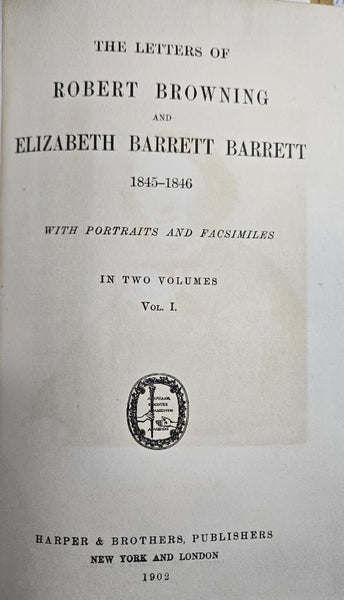 THE LETTERS OF
ROBERT BROWNING
AND
ELIZABETH BARRETT BARRETT
1845–1846
WITH PORTRAITS AND FACSIMILES
IN TWO VOLUMES
VOL. I.
HARPER & BROTHERS, PUBLISHERS
NEW YORK AND LONDON
1902